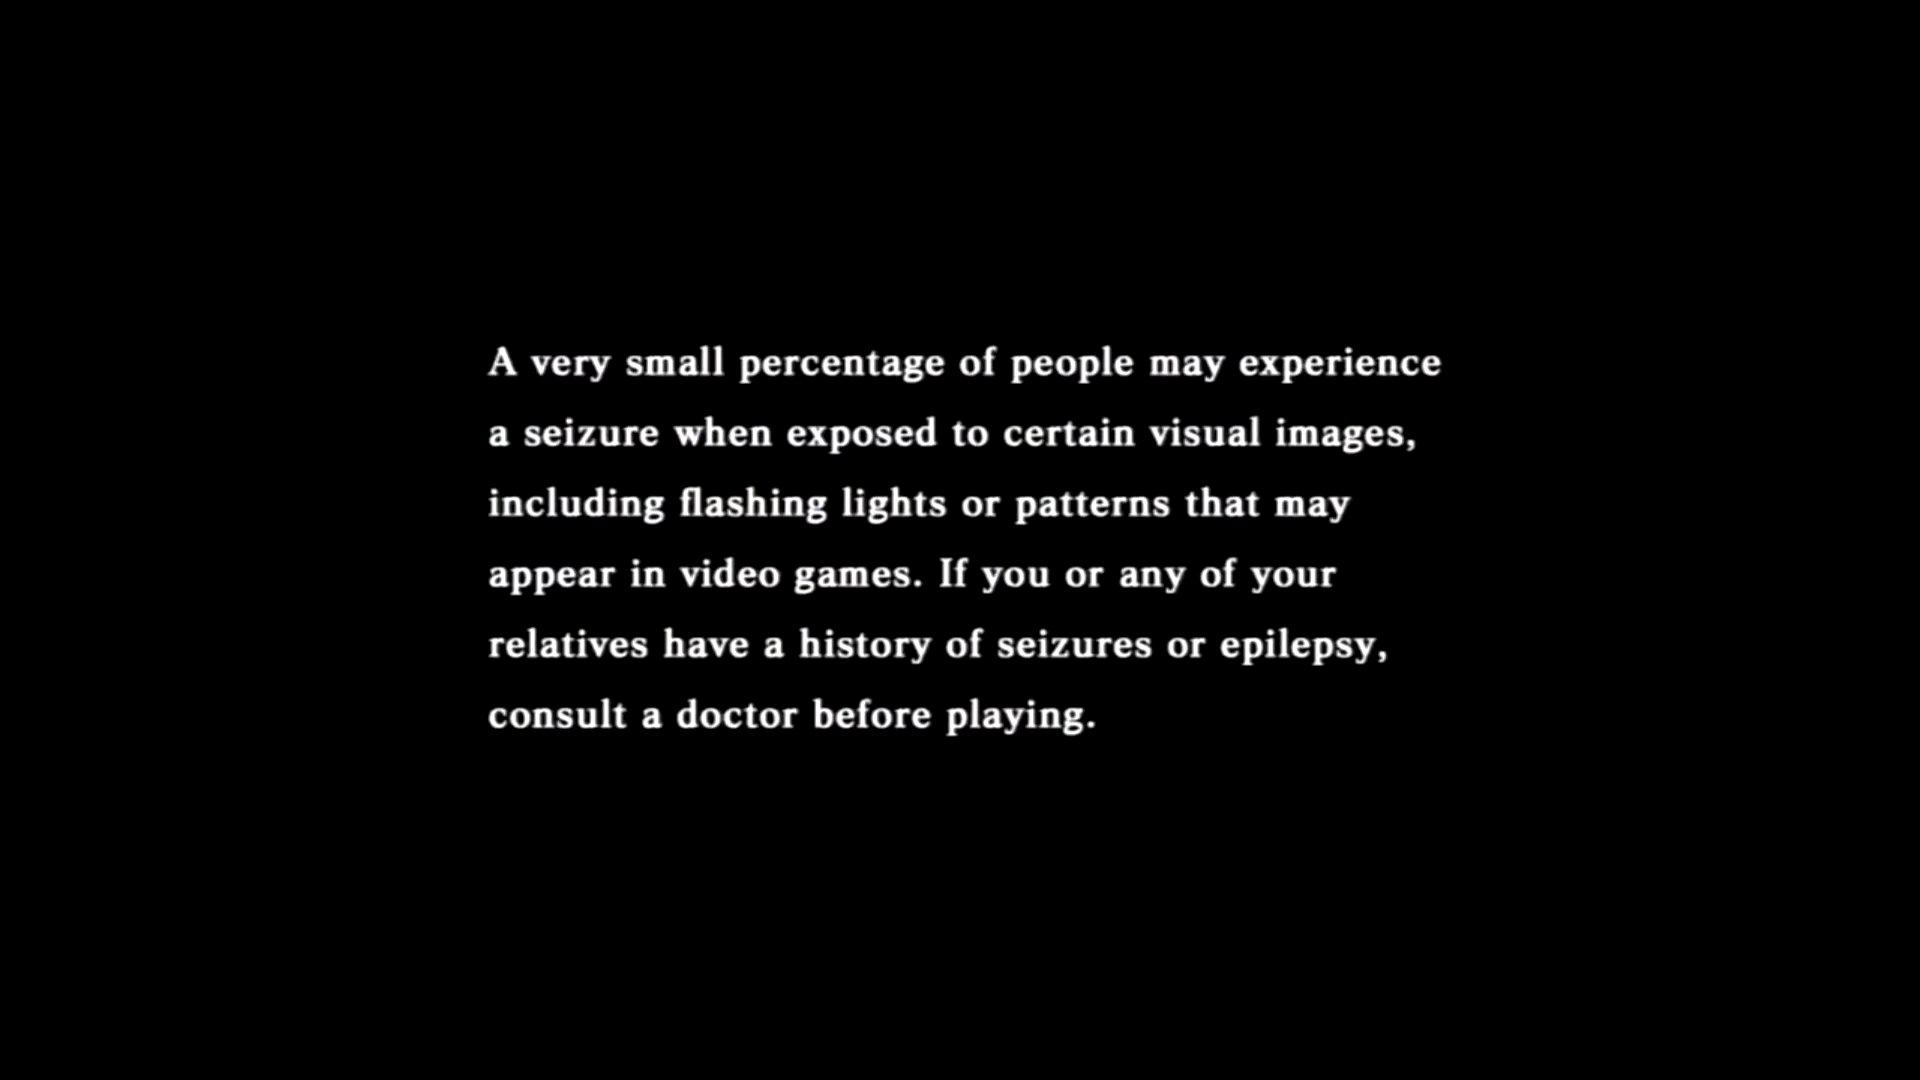 A very small percentage of people may experience
a seizure when exposed to certain visual images,
including flashing lights or patterns that may
appear in video games. If you or any of your
relatives have a history of seizures or epilepsy,
consult a doctor before playing.